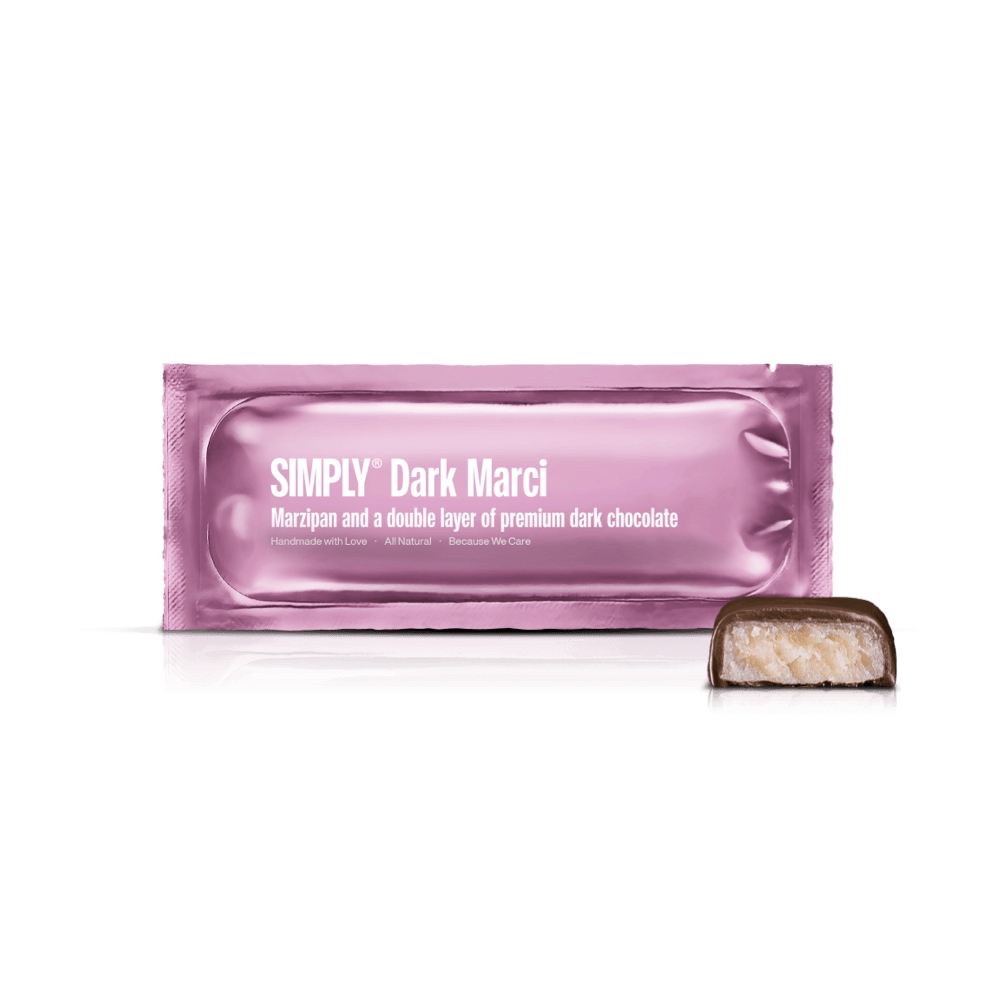 SIMPLY® Dark Marci
Marzipan and a double layer of premium dark chocolate
Handmade with Love · All Natural · Because We Care